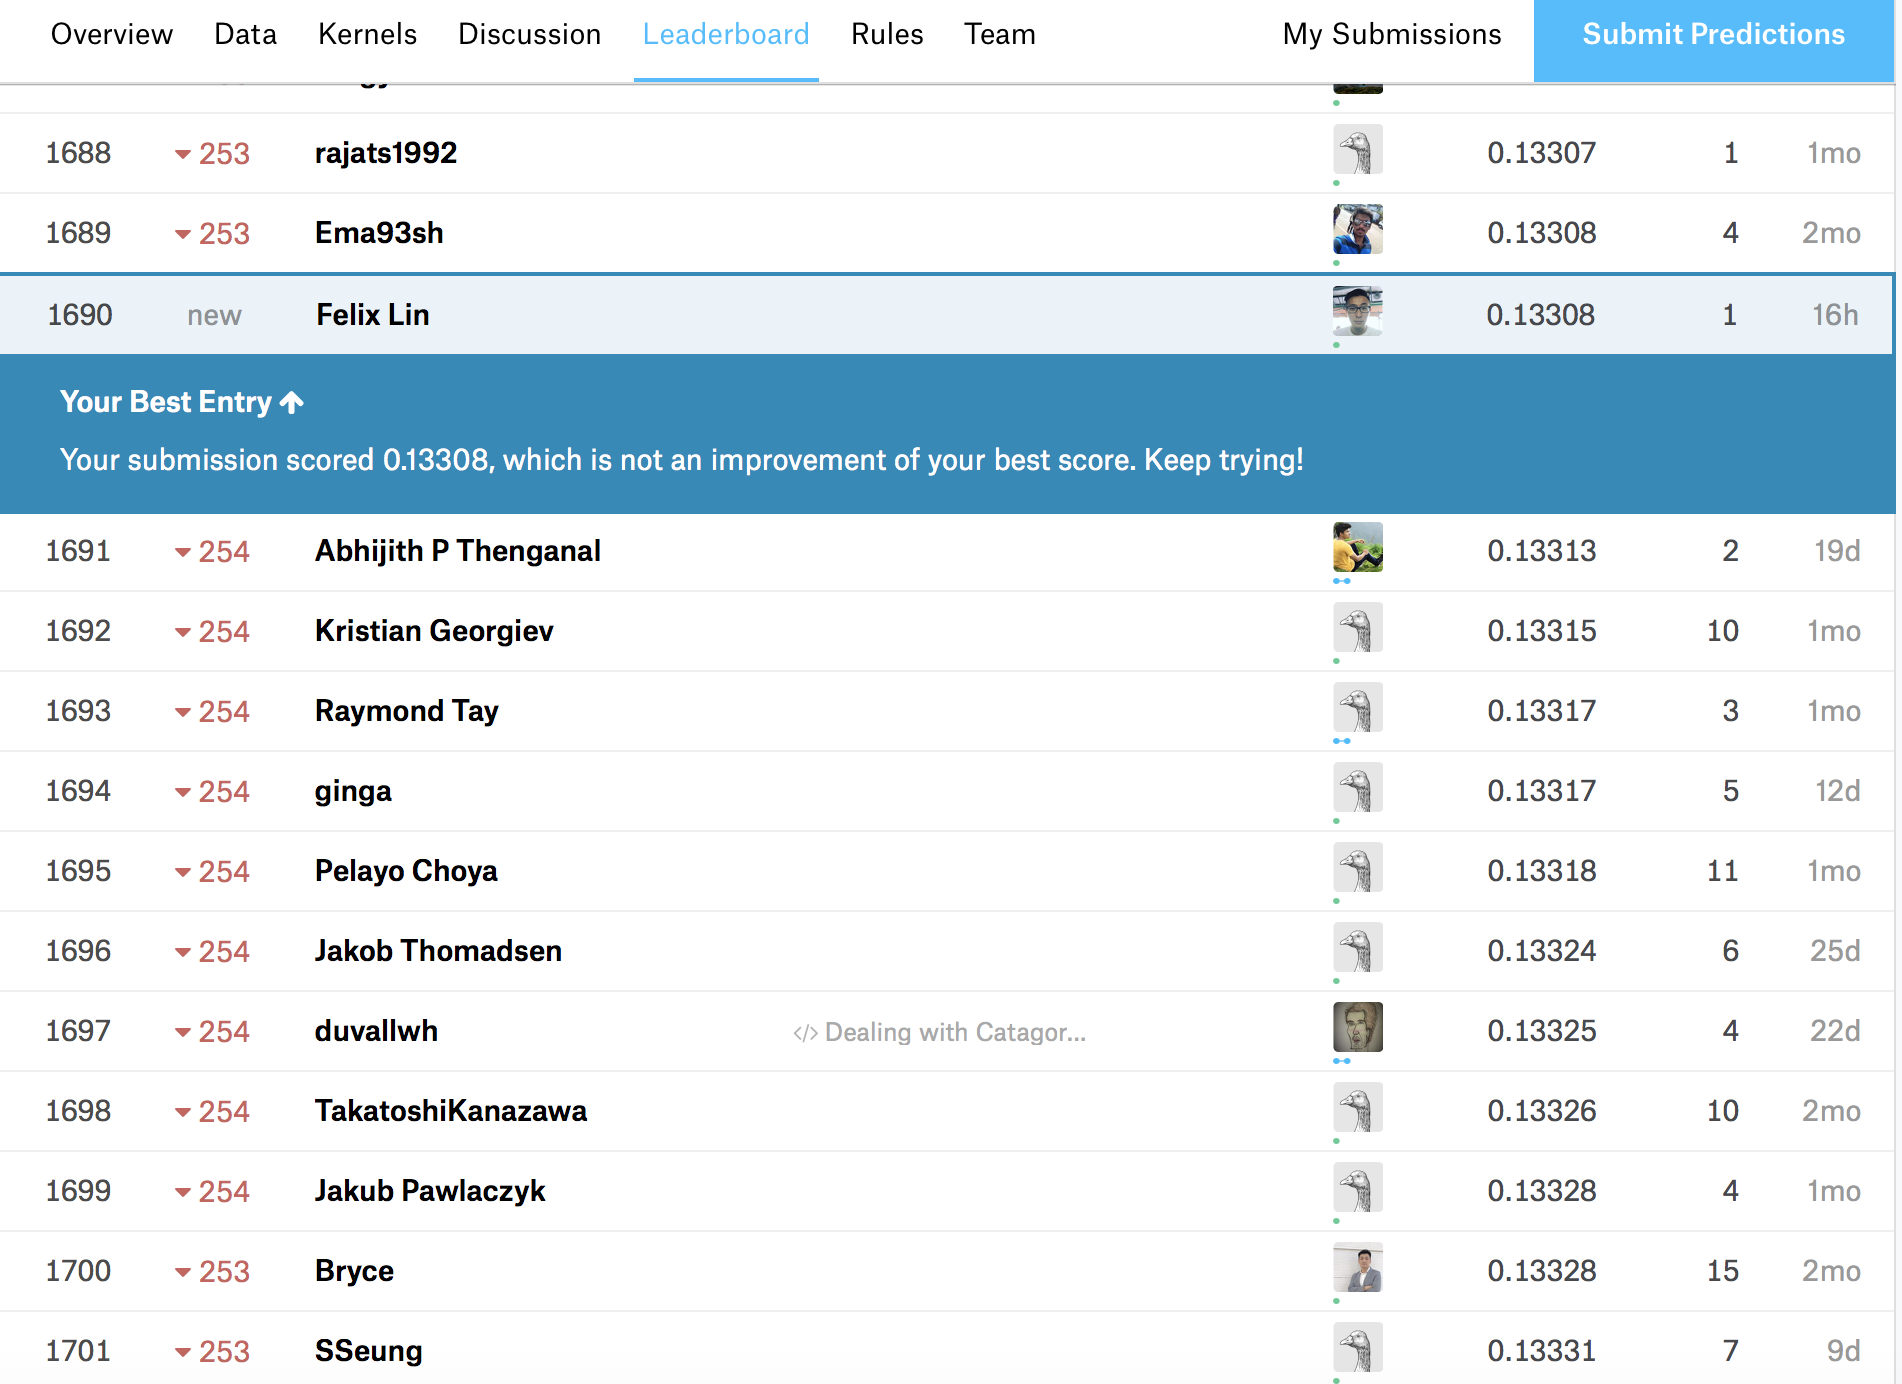 Overview Data Kernels Discussion Leaderboard Rules Team My Submissions Submit Predictions
1688 253 rajats1992 0.13307 1 1mo
1689 253 Ema93sh 0.13308 4 2mo
1690 new Felix Lin 0.13308 1 16h
Your Best Entry
Your submission scored 0.13308, which is not an improvement of your best score. Keep trying!
1691 254 Abhijith P Thenganal 0.13313 2 19d
1692 254 Kristian Georgiev 0.13315 10 1mo
1693 254 Raymond Tay 0.13317 3 1mo
1694 254 ginga 0.13317 5 12d
1695 254 Pelayo Choya 0.13318 11 1mo
1696 254 Jakob Thomadsen 0.13324 6 25d
1697 254 duvallwh </> Dealing with Catagor... 0.13325 4 22d
1698 254 TakatoshiKanazawa 0.13326 10 2mo
1699 254 Jakub Pawlaczyk 0.13328 4 1mo
1700 253 Bryce 0.13328 15 2mo
1701 253 SSeung 0.13331 7 9d